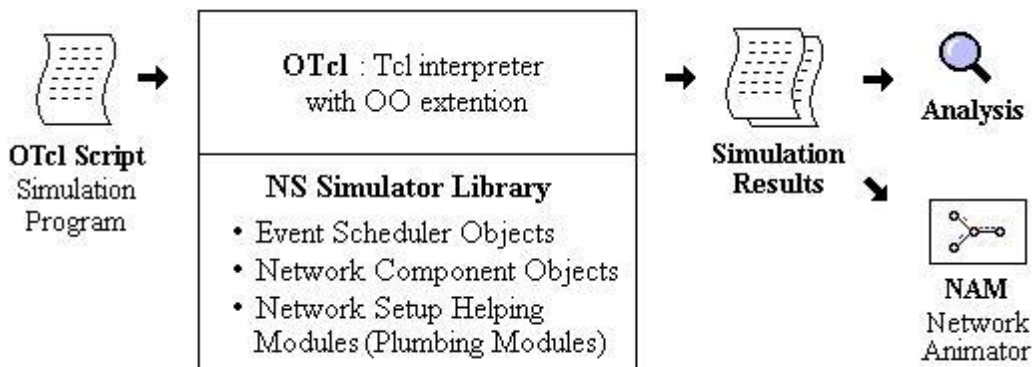 OTcl Script
Simulation
Program
OTcl : Tcl interpreter
with OO extention
NS Simulator Library
• Event Scheduler Objects
• Network Component Objects
• Network Setup Helping
Modules (Plumbing Modules)
Simulation
Results
Analysis
NAM
Network
Animator